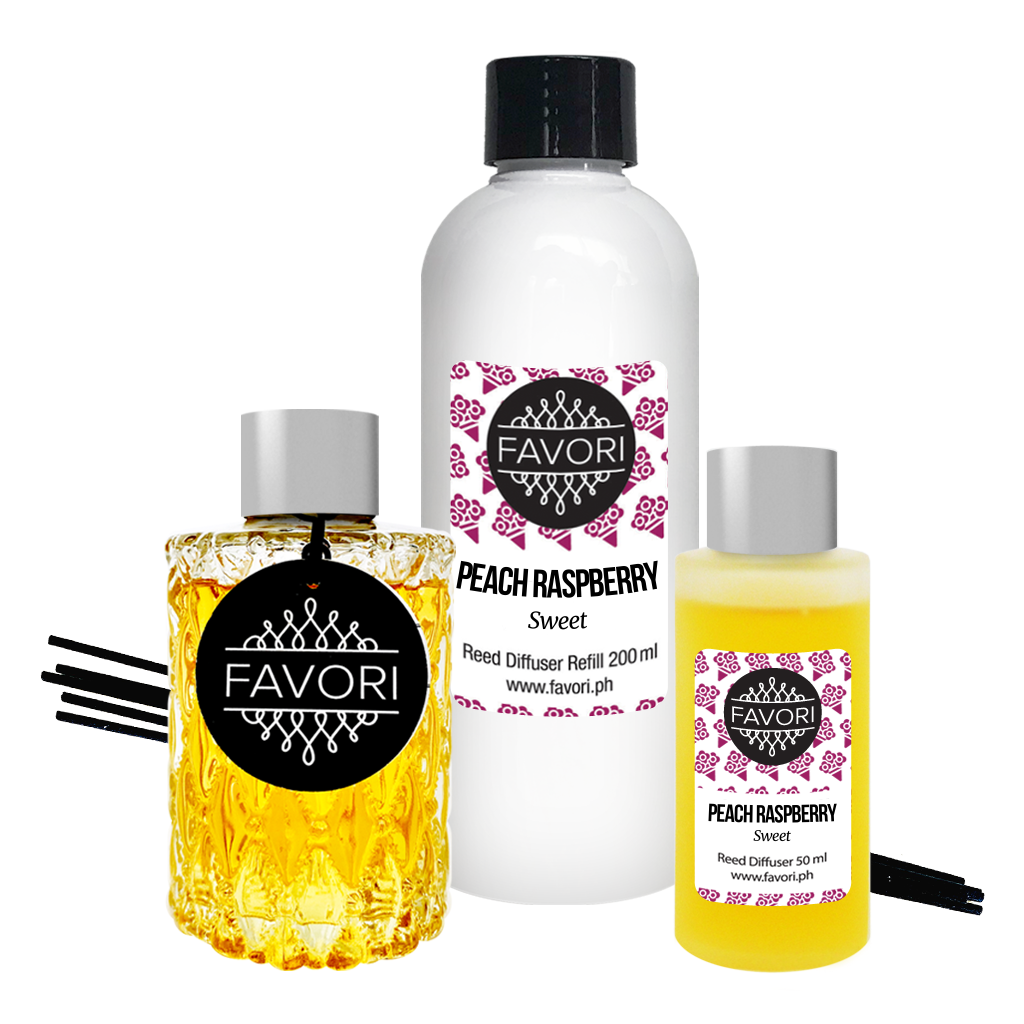 FAVORI
FAVORI
PEACH RASPBERRY
Sweet
Reed Diffuser Refill 200 ml
www.favori.ph
FAVORI
PEACH RASPBERRY
Sweet
Reed Diffuser 50 ml
www.favori.ph